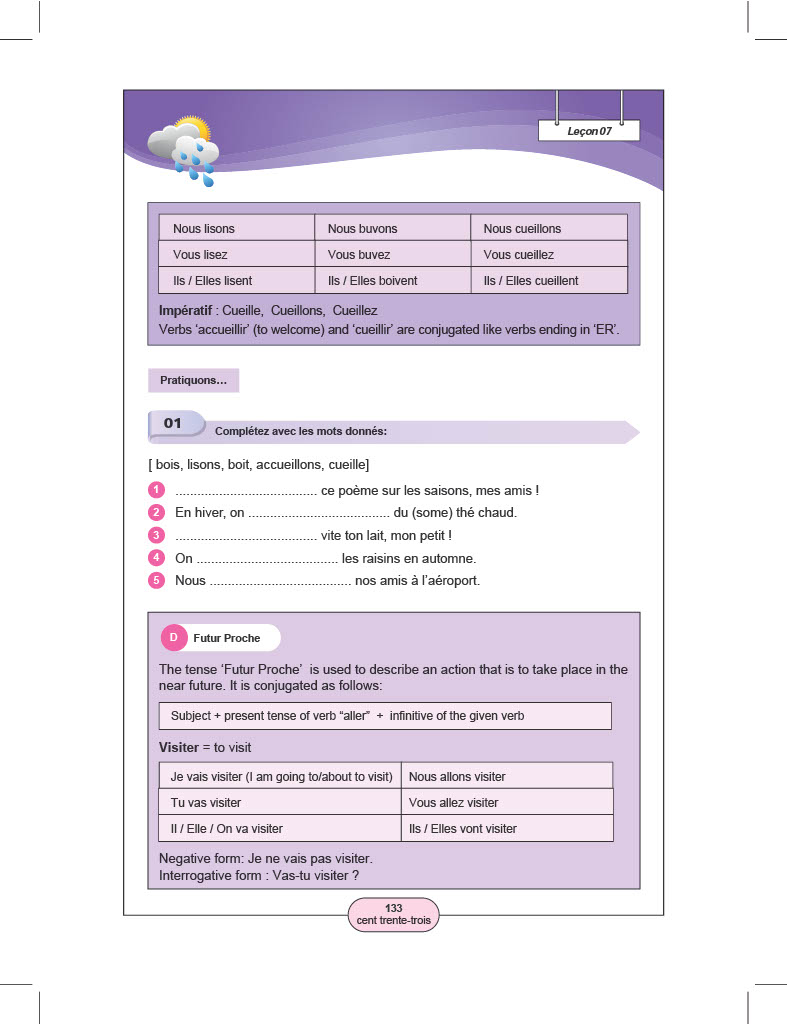 Leçon 07
Nous lisons Nous buvons Nous cueillons
Vous lisez Vous buvez Vous cueillez
Ils / Elles lisent Ils / Elles boivent Ils / Elles cueillent
Impératif : Cueille, Cueillons, Cueillez
Verbs ‘accueillir’ (to welcome) and ‘cueillir’ are conjugated like verbs ending in ‘ER’.
Pratiquons…
01
Complétez avec les mots donnés:
[ bois, lisons, boit, accueillons, cueille]
1 ....................................... ce poème sur les saisons, mes amis !
2 En hiver, on ....................................... du (some) thé chaud.
3 ....................................... vite ton lait, mon petit !
4 On ....................................... les raisins en automne.
5 Nous ....................................... nos amis à l’aéroport.
D Futur Proche
The tense ‘Futur Proche’ is used to describe an action that is to take place in the
near future. It is conjugated as follows:
Subject + present tense of verb “aller” + infinitive of the given verb
Visiter = to visit
Je vais visiter (I am going to/about to visit) Nous allons visiter
Tu vas visiter Vous allez visiter
Il / Elle / On va visiter Ils / Elles vont visiter
Negative form: Je ne vais pas visiter.
Interrogative form : Vas-tu visiter ?
133
cent trente-trois